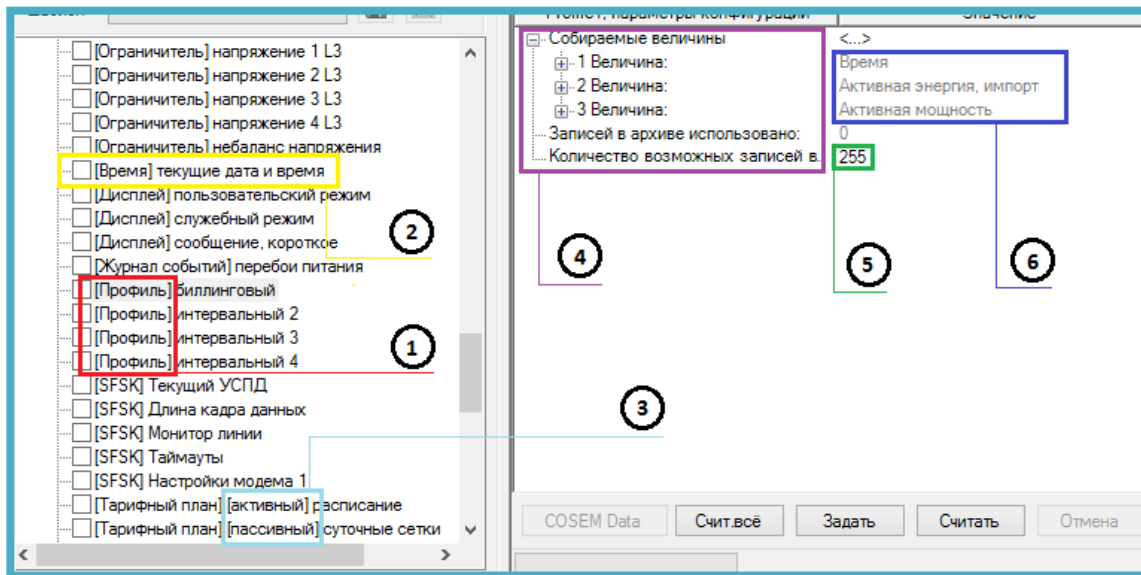 Promet, параметры конфигурации
Значение
[Ограничитель] напряжение 1 L3
[Ограничитель] напряжение 2 L3
[Ограничитель] напряжение 3 L3
[Ограничитель] напряжение 4 L3
[Ограничитель] небаланс напряжения
[Время] текущие дата и время
[Дисплей] пользовательский режим
[Дисплей] служебный режим
[Дисплей] сообщение, короткое
[Журнал событий] перебои питания
[Профиль] биллинговый
[Профиль] интервальный 2
[Профиль] интервальный 3
[Профиль] интервальный 4
[SFSK] Текущий УСПД
[SFSK] Длина кадра данных
[SFSK] Монитор линии
[SFSK] Таймауты
[SFSK] Настройки модема 1
[Тарифный план] [активный] расписание
[Тарифный план] [пассивный] суточные сетки
2
1
3
Собираемые величины
<...>
1 Величина:
Время
2 Величина:
Активная энергия, импорт
3 Величина:
Активная мощность
Записей в архиве использовано:
0
Количество возможных записей в.
255
4
5
6
COSEM Data
Счит.всё
Задать
Считать
Отмена